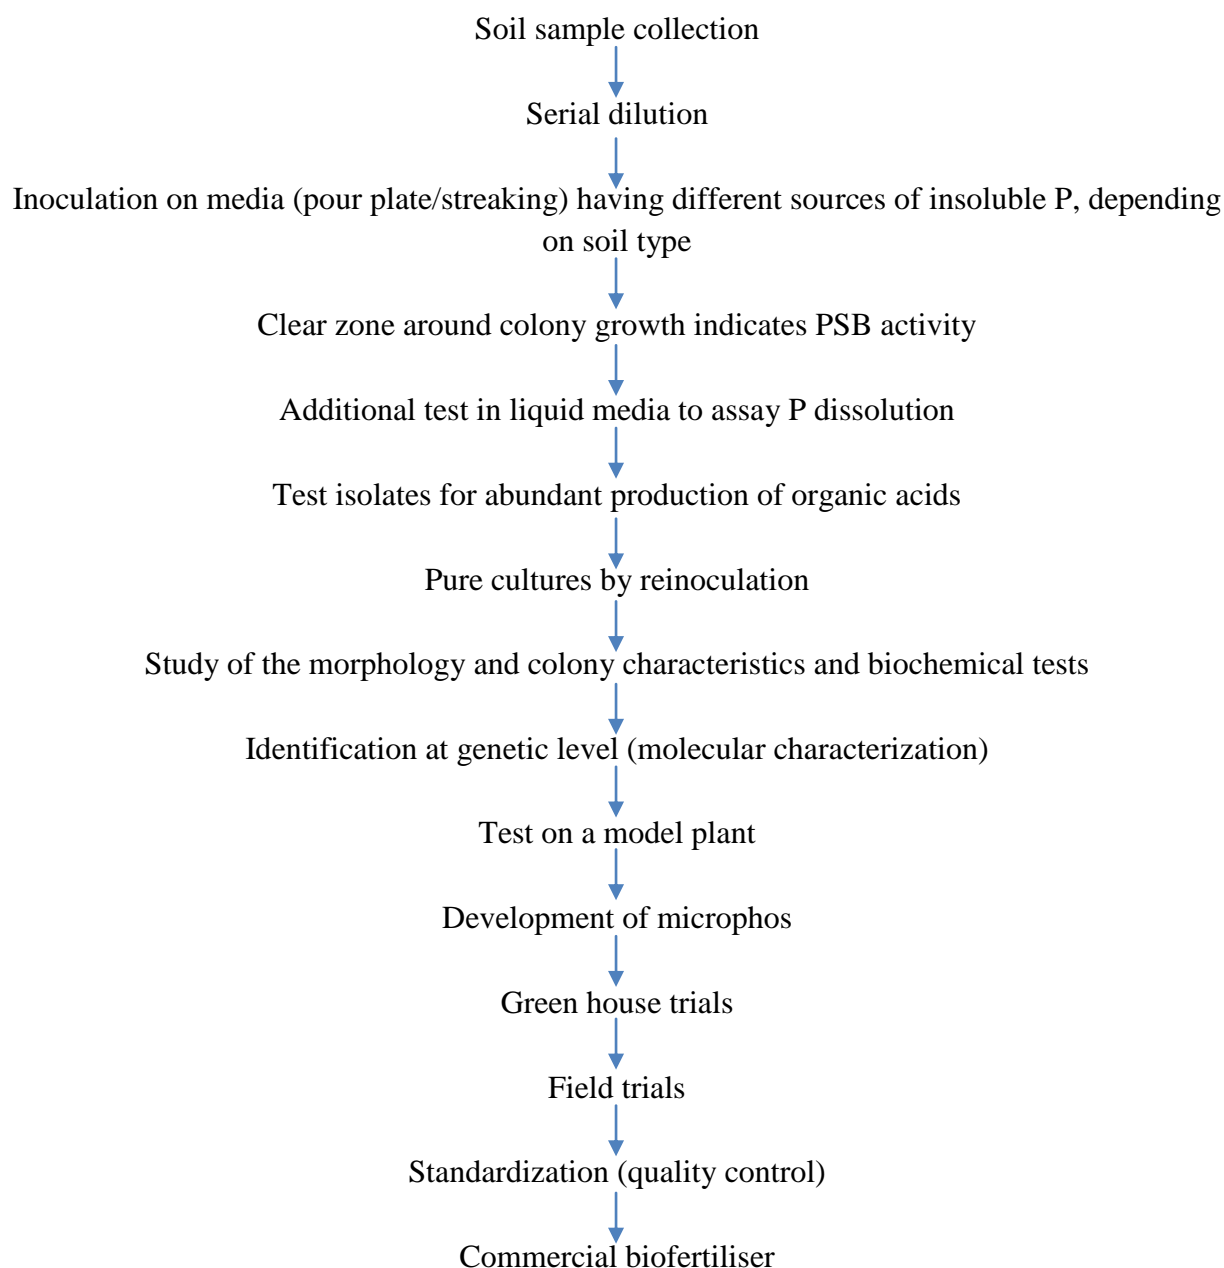 Soil sample collection
Serial dilution
Inoculation on media (pour plate/streaking) having different sources of insoluble P, depending
on soil type
Clear zone around colony growth indicates PSB activity
Additional test in liquid media to assay P dissolution
Test isolates for abundant production of organic acids
Pure cultures by reinoculation
Study of the morphology and colony characteristics and biochemical tests
Identification at genetic level (molecular characterization)
Test on a model plant
Development of microphos
Green house trials
Field trials
Standardization (quality control)
Commercial biofertiliser